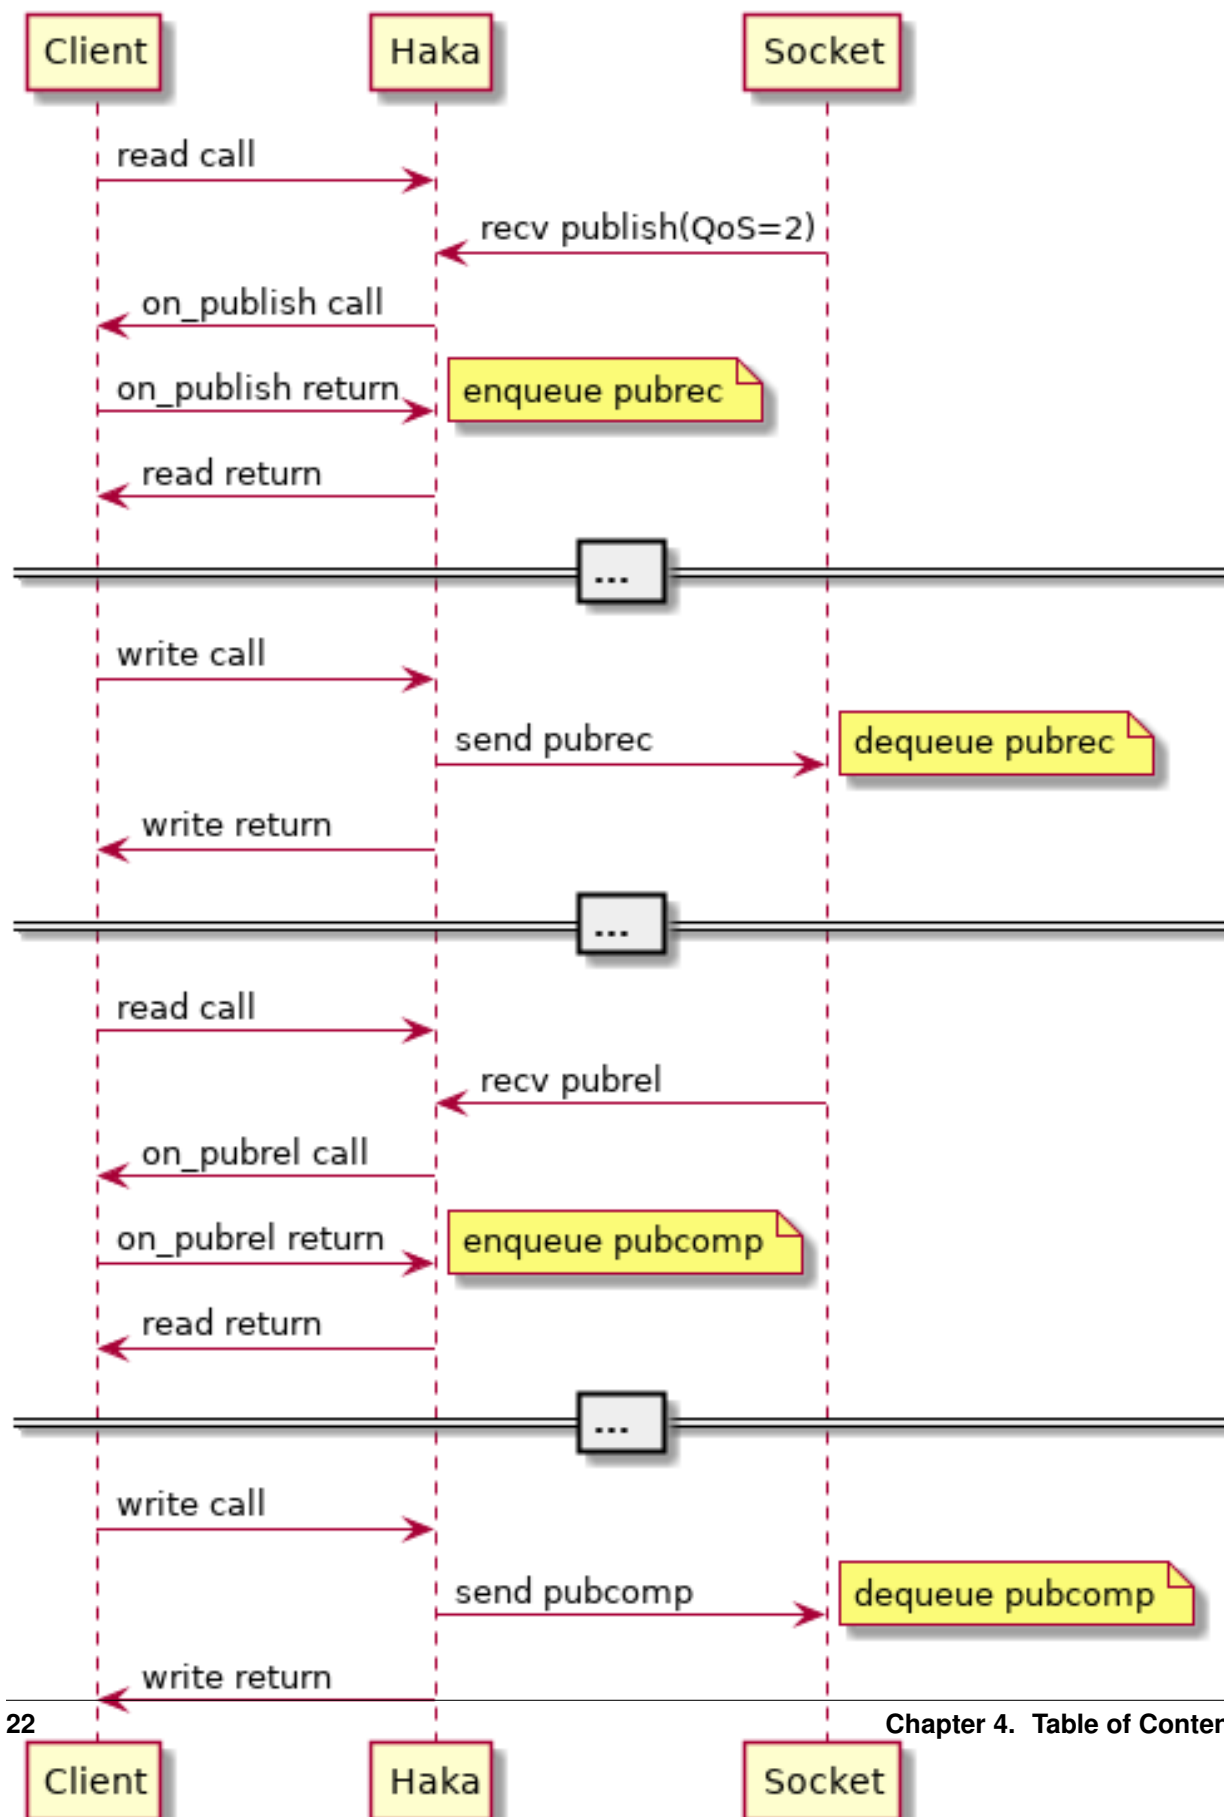 Client Haka Socket
read call
recv publish(QoS=2)
on_publish call
on_publish return enqueue pubrec
read return
...
write call
send pubrec dequeue pubrec
write return
...
read call
recv pubrel
on_pubrel call
on_pubrel return enqueue pubcomp
read return
...
write call
send pubcomp dequeue pubcomp
write return
22 Chapter 4. Table of Conten
Client Haka Socket